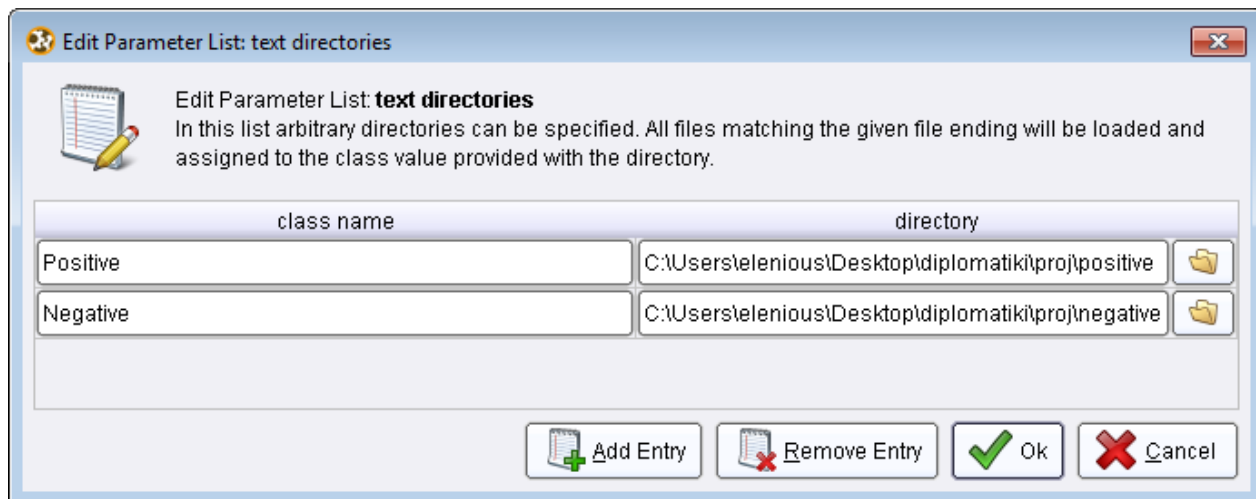 Edit Parameter List: text directories
Edit Parameter List: text directories
In this list arbitrary directories can be specified. All files matching the given file ending will be loaded and
assigned to the class value provided with the directory.
class name directory
Positive C:\Users\elenious\Desktop\diplomatiki\proj\positive
Negative C:\Users\elenious\Desktop\diplomatiki\proj\negative
Add Entry Remove Entry Ok Cancel